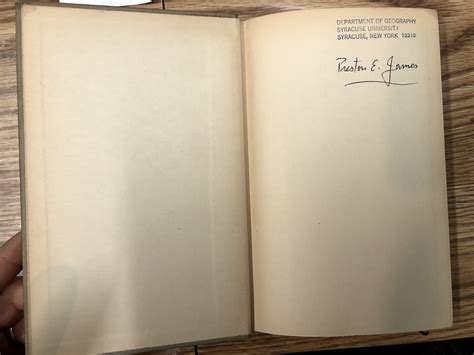 DEPARTMENT OF GEOGRAPHY
SYRACUSE UNIVERSITY
SYRACUSE, NEW YORK 13210
Preston E. James